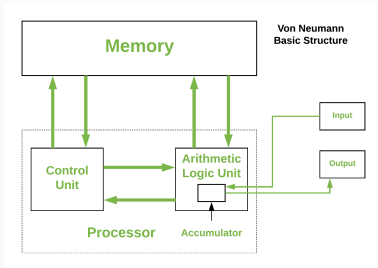 Von Neumann
Basic Structure
Memory
Input
Output
Control
Unit
Arithmetic
Logic Unit
Processor
Accumulator